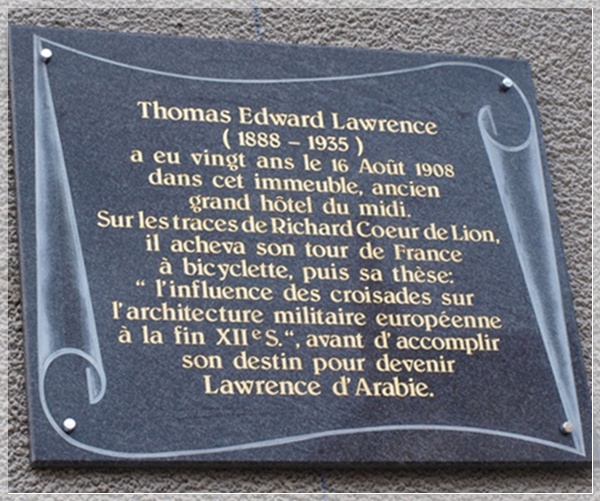 Thomas Edward Lawrence
( 1888 – 1935 )
a eu vingt ans le 16 Août 1908
dans cet immeuble, ancien
grand hôtel du midi.
Sur les traces de Richard Coeur de Lion,
il acheva son tour de France
à bicyclette, puis sa thèse:
“ l'influence des croisades sur
l'architecture militaire européenne
à la fin XIIeS.“, avant d'accomplir
son destin pour devenir
Lawrence d'Arabie.